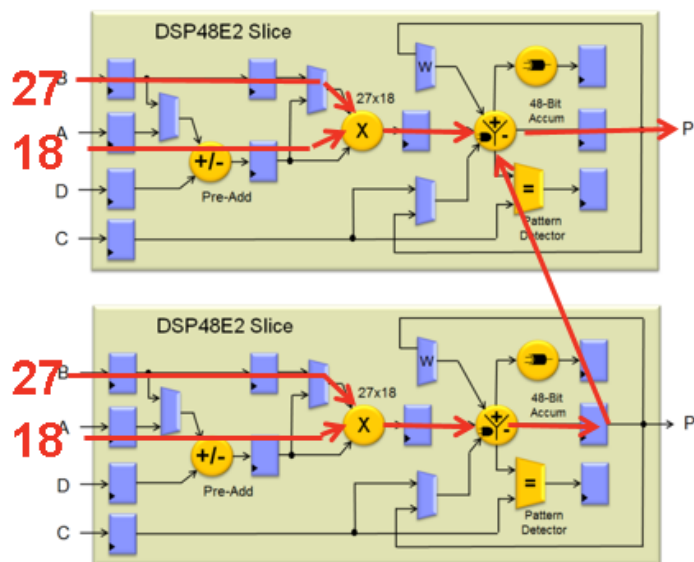 DSP48E2 Slice
B
27
27x18
W
48-Bit
Accum
A
18
X
+
-
P
+/-
D
Pre-Add
=
C
Pattern
Detector
DSP48E2 Slice
B
27
27x18
W
48-Bit
Accum
A
18
X
+
-
P
+/-
D
Pre-Add
=
C
Pattern
Detector